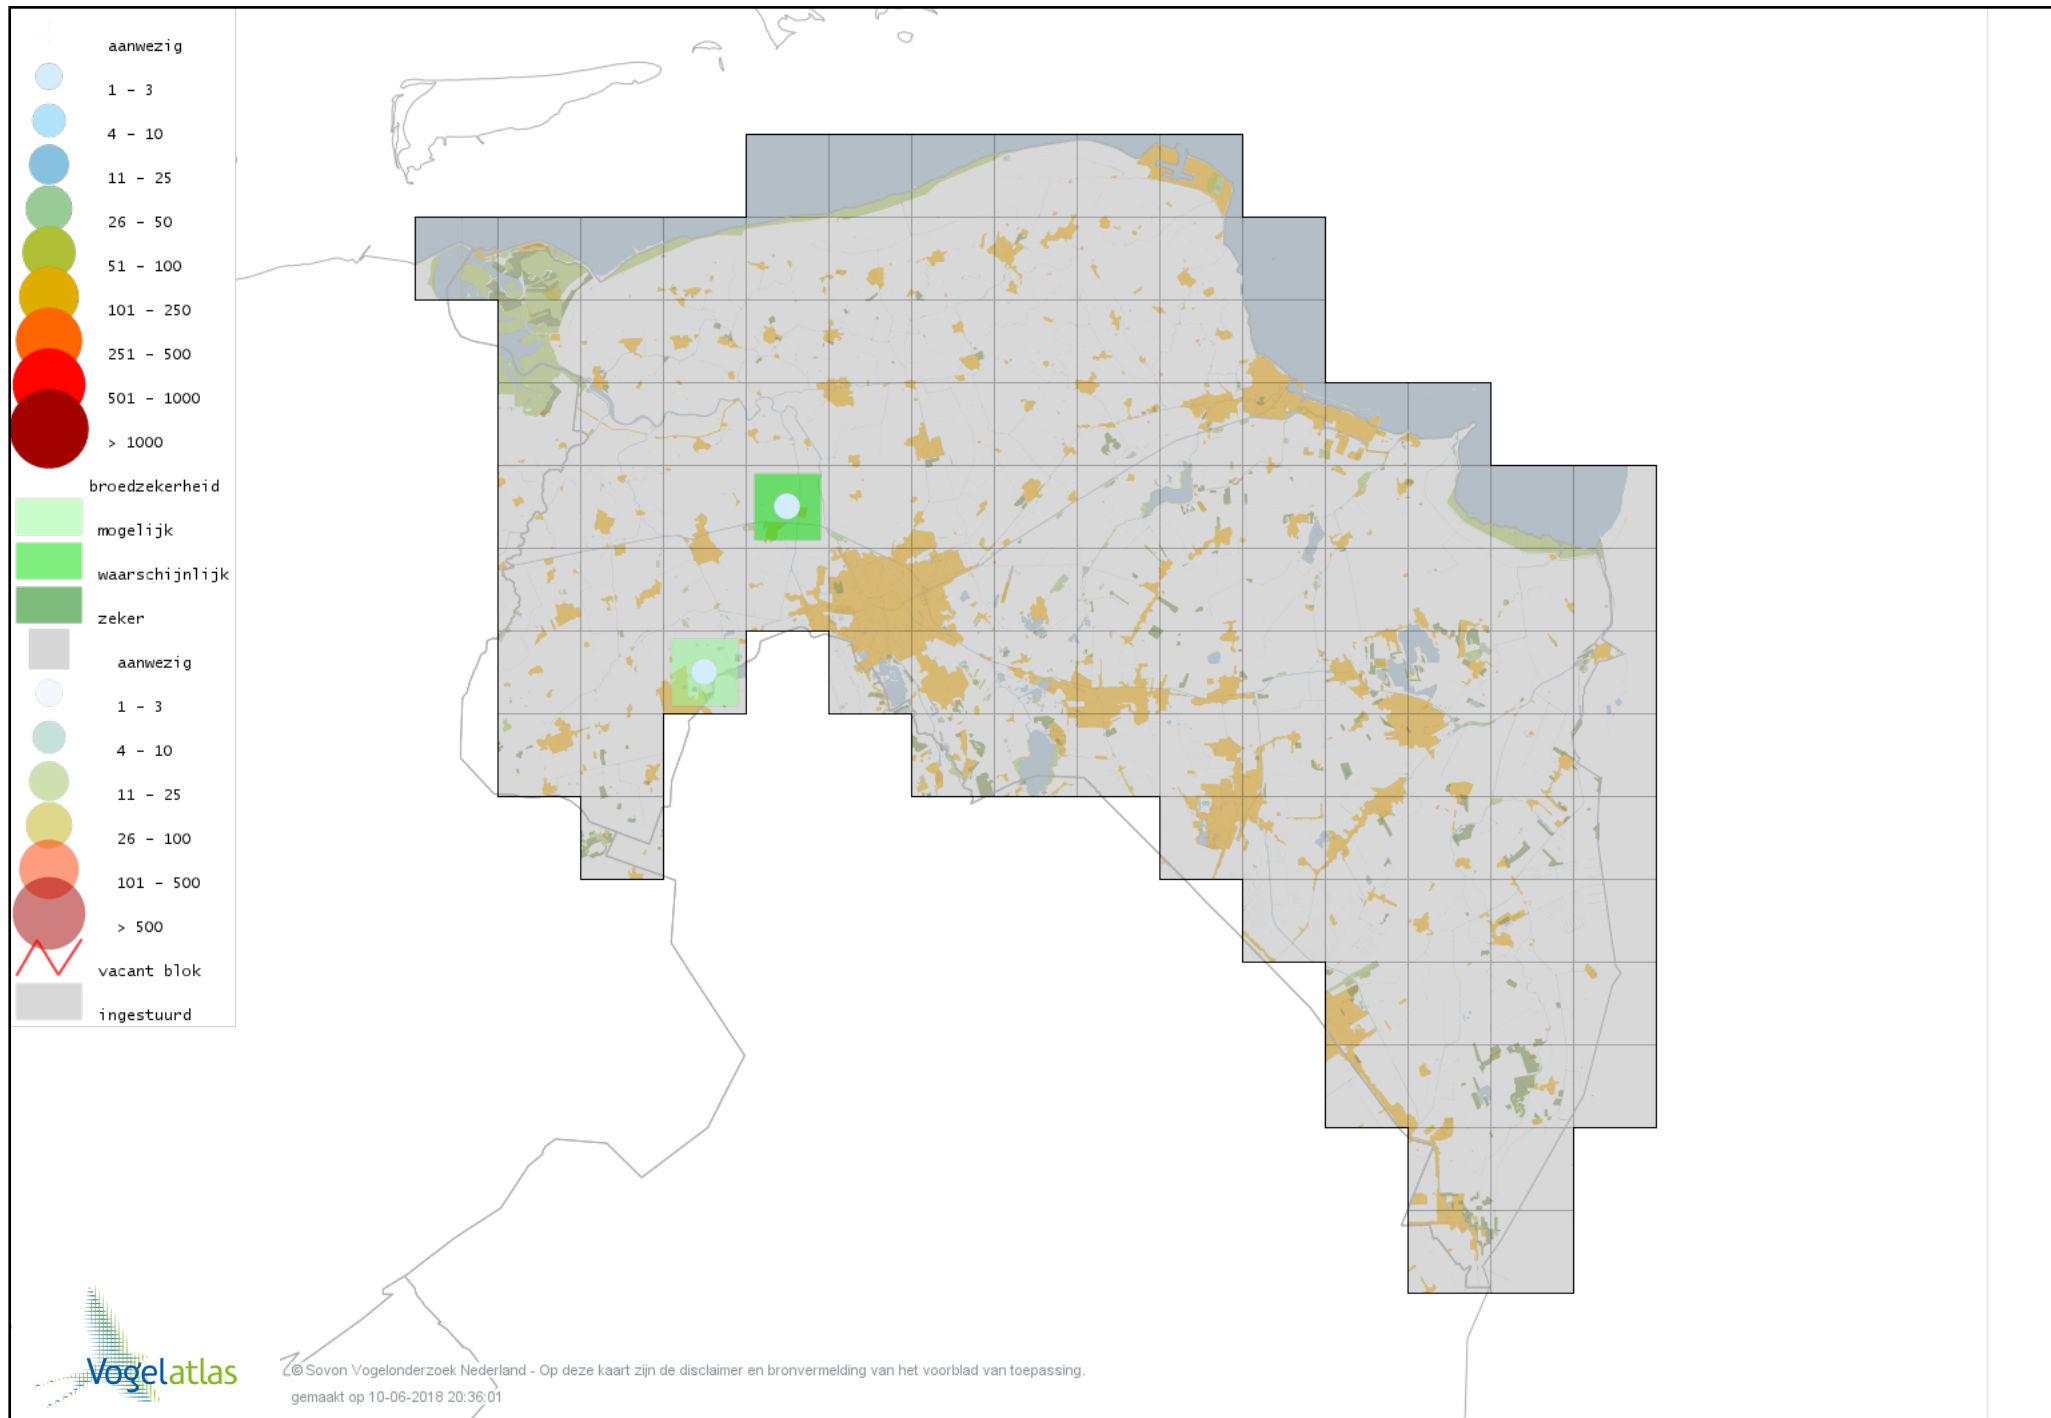 aanwezig
1 - 3
4 - 10
11 - 25
26 - 50
51 - 100
101 - 250
251 - 500
501 - 1000
> 1000
broedzekerheid
mogelijk
waarschijnlijk
zeker
aanwezig
1 - 3
4 - 10
11 - 25
26 - 100
101 - 500
> 500
vacant blok
ingestuurd
Vogelatlas
© Sovon Vogelonderzoek Nederland - Op deze kaart zijn de disclaimer en bronvermelding van het voorblad van toepassing.
gemaakt op 10-06-2018 20:36:01